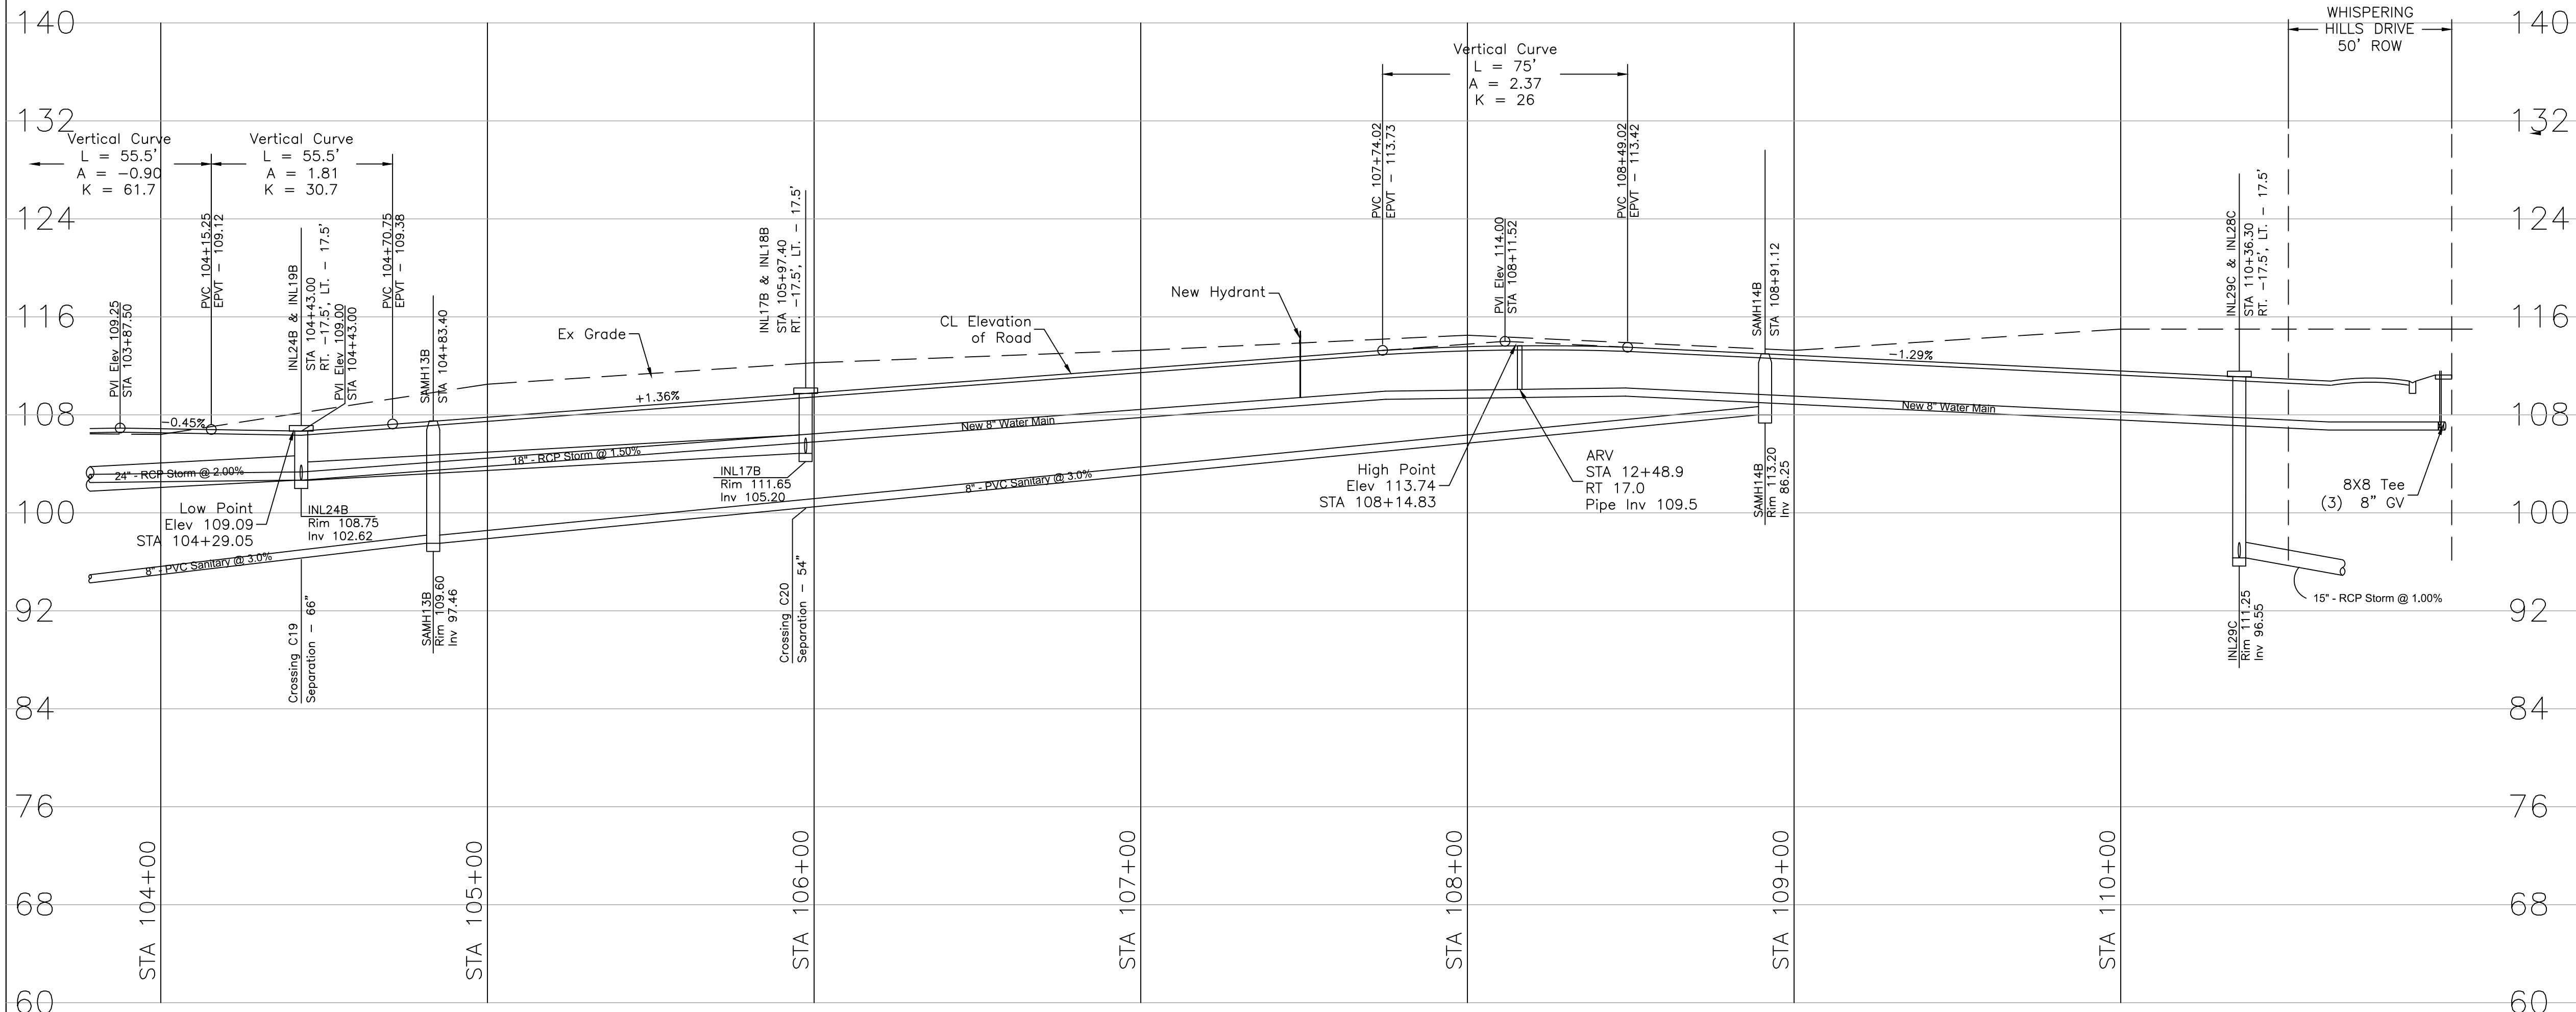 140
132
124
116
108
100
92
84
76
68
60
Vertical Curve
L = 55.5'
A = -0.90
K = 61.7
Vertical Curve
L = 55.5'
A = 1.81
K = 30.7
PVI Elev 109.25
STA 103+87.50
PVC 104+15.25
EPVT - 109.12
-0.45%
INL24B & INL19B
STA 104+43.00
RT. -17.5', LT. - 17.5'
PVI Elev 109.00
STA 104+43.00
PVC 104+70.75
EPVT - 109.38
SAMH13B
STA 104+83.40
24" - RCP Storm @ 2.00%
Low Point
Elev 109.09
STA 104+29.05
INL24B
Rim 108.75
Inv 102.62
8" - PVC Sanitary @ 3.0%
Crossing C19
Separation - 66"
SAMH13B
Rim 109.60
Inv 97.46
Ex Grade
+1.36%
18" - RCP Storm @ 1.50%
INL17B & INL18B
STA 105+97.40
RT. -17.5', LT. - 17.5'
INL17B
Rim 111.65
Inv 105.20
Crossing C20
Separation - 54"
CL Elevation
of Road
New 8" Water Main
8" - PVC Sanitary @ 3.0%
New Hydrant
Vertical Curve
L = 75'
A = 2.37
K = 26
PVC 107+74.02
EPVT - 113.73
PVI Elev 114.00
STA 108+11.52
PVC 108+49.02
EPVT - 113.42
High Point
Elev 113.74
STA 108+14.83
ARV
STA 12+48.9
RT 17.0
Pipe Inv 109.5
SAMH14B
STA 108+91.12
SAMH14B
Rim 113.20
Inv 86.25
-1.29%
New 8" Water Main
INL29C & INL28C
STA 110+36.30
RT. -17.5', LT. - 17.5'
INL29C
Rim 111.25
Inv 96.55
15" - RCP Storm @ 1.00%
8X8 Tee
(3) 8" GV
WHISPERING
HILLS DRIVE
50' ROW
STA 104+00
STA 105+00
STA 106+00
STA 107+00
STA 108+00
STA 109+00
STA 110+00
140
132
124
116
108
100
92
84
76
68
60